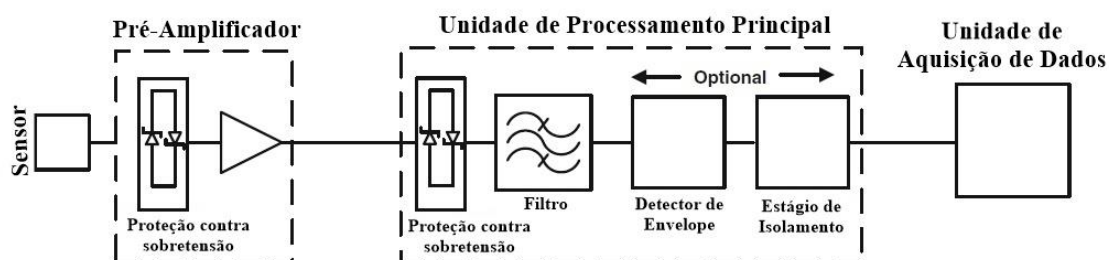 Pré-Amplificador
Unidade de Processamento Principal
Unidade de
Aquisição de Dados
Optional
Sensor
Filtro
Detector de
Envelope
Estágio de
Isolamento
Proteção contra
sobretensão
Proteção contra
sobretensão